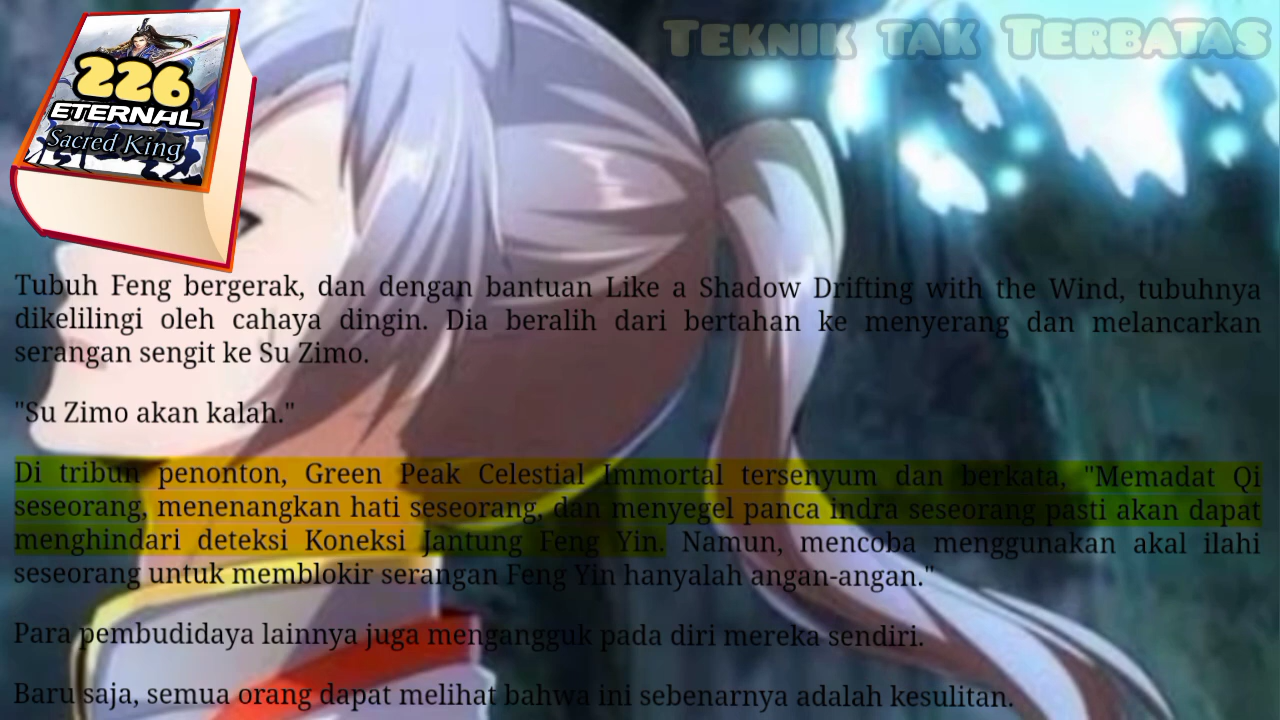 Teknik tak Terbatas
226
ETERNAL
Sacred King
Tubuh Feng bergerak, dan dengan bantuan Like a Shadow Drifting with the Wind, tubuhnya
dikelilingi oleh cahaya dingin. Dia beralih dari bertahan ke menyerang dan melancarkan
serangan sengit ke Su Zimo.
"Su Zimo akan kalah."
Di tribun penonton, Green Peak Celestial Immortal tersenyum dan berkata, "Memadat Qi
seseorang, menenangkan hati seseorang, dan menyegel panca indra seseorang pasti akan dapat
menghindari deteksi Koneksi Jantung Feng Yin. Namun, mencoba menggunakan akal ilahi
seseorang untuk memblokir serangan Feng Yin hanyalah angan-angan."
Para pembudidaya lainnya juga mengangguk pada diri mereka sendiri.
Baru saja, semua orang dapat melihat bahwa ini sebenarnya adalah kesulitan.